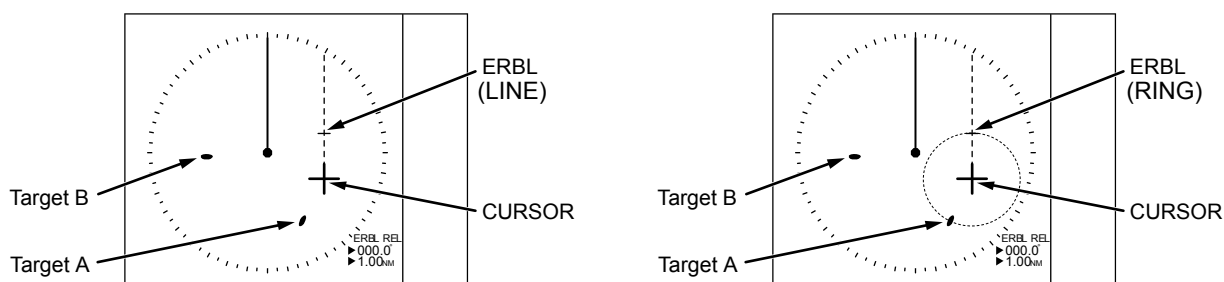 ERBL
(LINE)
Target B
CURSOR
Target A
ERBL REL
▶000.0°
▶1.00NM
ERBL
(RING)
Target B
CURSOR
Target A
ERBL REL
▶000.0°
▶1.00NM